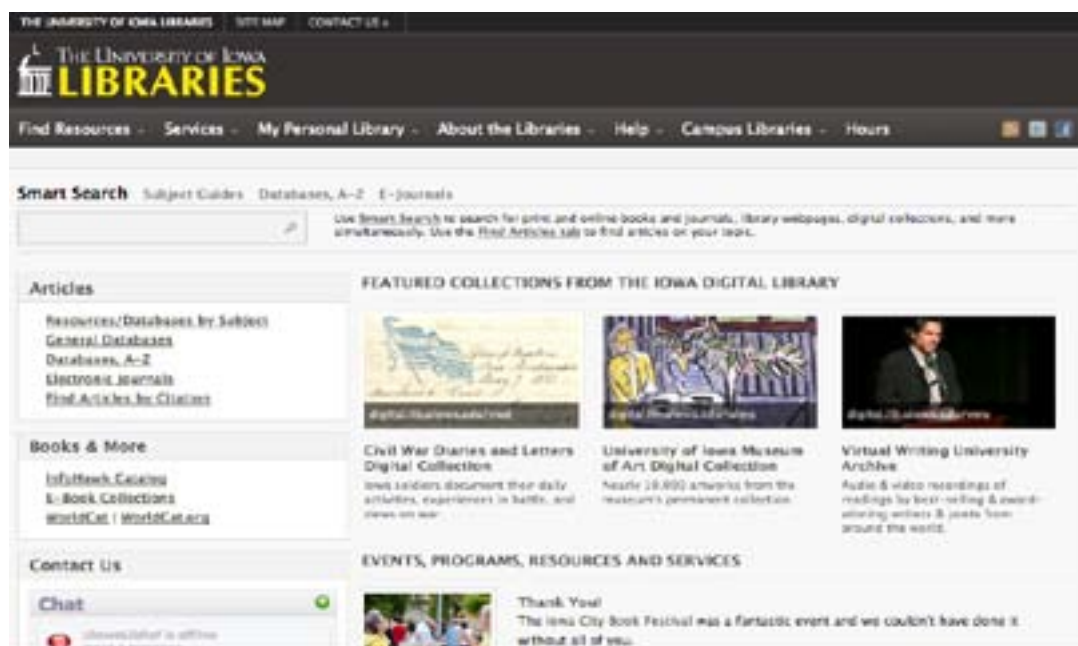 THE UNIVERSITY OF IOWA LIBRARIES SITE MAP CONTACT US
THE UNIVERSITY OF IOWA
LIBRARIES
Find Resources Services My Personal Library About the Libraries Help Campus Libraries Hours
Smart Search Subject Guides Databases, A-Z E-Journals
Use Smart Search to search for print and online books and journals, library webpages, digital collections, and more
simultaneously. Use the Find Articles tab to find articles on your topic.
Articles
Resources/Databases by Subject
General Databases
Databases, A-Z
Electronic Journals
Find Articles by Citation
Books & More
InfoHawk Catalog
E-Book Collections
WorldCat | WorldCat.org
Contact Us
Chat
is offline
FEATURED COLLECTIONS FROM THE IOWA DIGITAL LIBRARY
Civil War Diaries and Letters
Digital Collection
Iowa soldiers document their daily
activities, experiences in battle, and
views on war.
University of Iowa Museum
of Art Digital Collection
Nearly 10,000 artworks from the
museum's permanent collection.
Virtual Writing University
Archive
Audio & video recordings of
readings by best-selling & award-
winning writers & poets from
around the world.
EVENTS, PROGRAMS, RESOURCES AND SERVICES
Thank You!
The Iowa City Book Festival was a fantastic event and we couldn't have done it
without all of you.